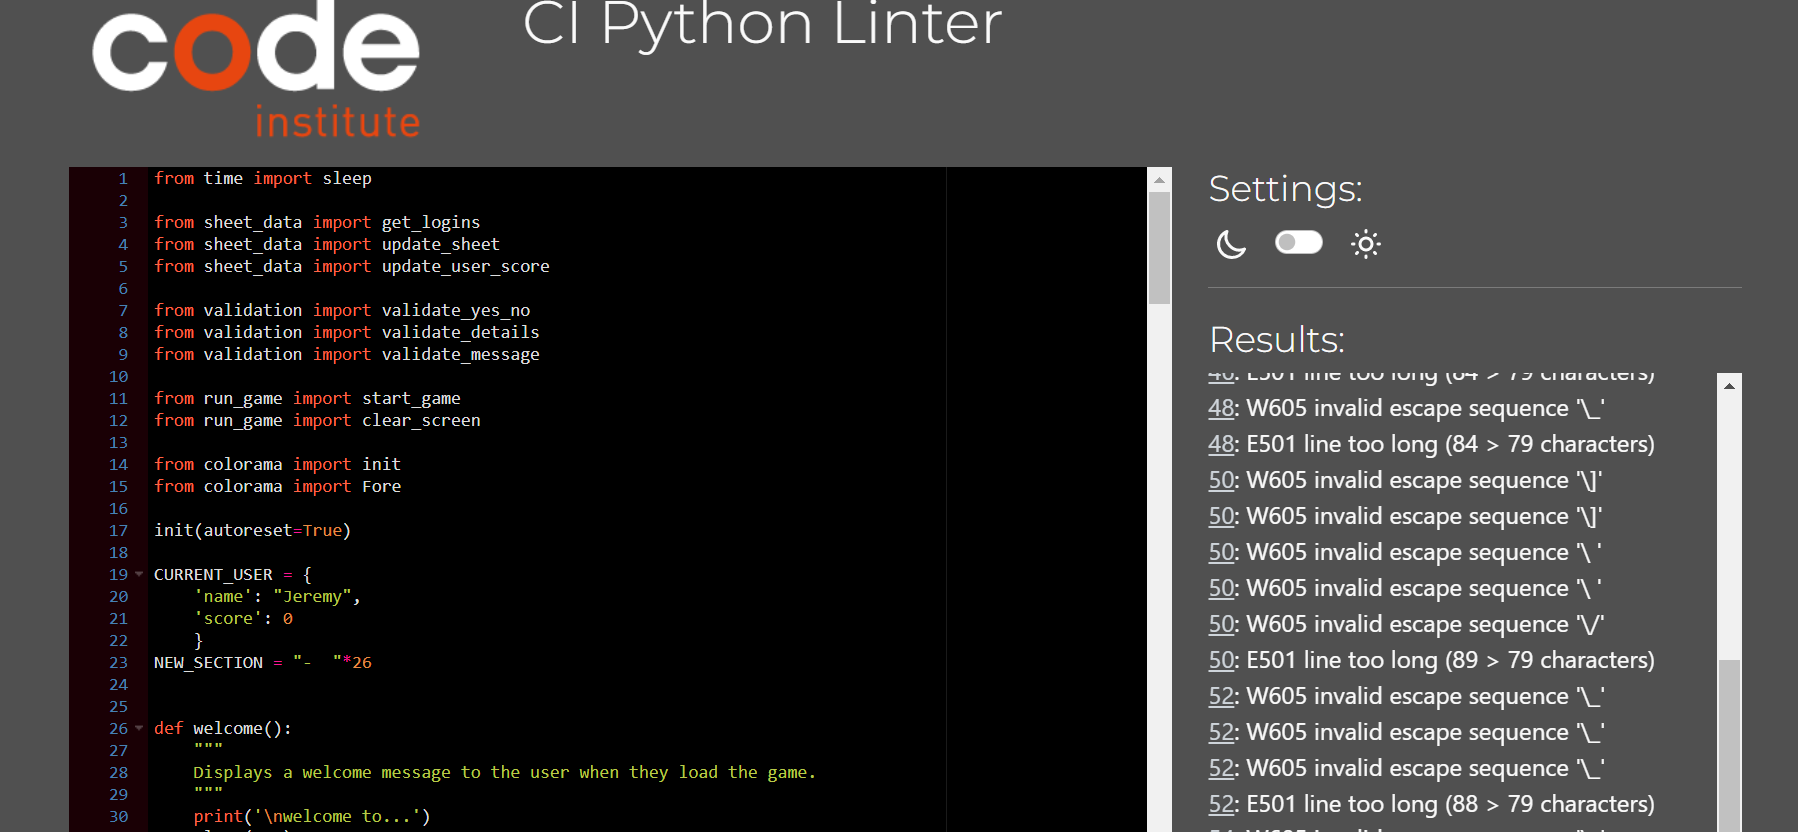 code
institute
CI Python Linter
1 from time import sleep
2
3 from sheet_data import get_logins
4 from sheet_data import update_sheet
5 from sheet_data import update_user_score
6
7 from validation import validate_yes_no
8 from validation import validate_details
9 from validation import validate_message
10
11 from run_game import start_game
12 from run_game import clear_screen
13
14 from colorama import init
15 from colorama import Fore
16
17 init(autoreset=True)
18
19 CURRENT_USER = {
20     'name': "Jeremy",
21     'score': 0
22     }
23 NEW_SECTION = "-  "*26
24
25
26 def welcome():
27     """
28     Displays a welcome message to the user when they load the game.
29     """
30     print('\nwelcome to...')
Settings:
Results:
46: E501 line too long (84 > 79 characters)
48: W605 invalid escape sequence '\_'
48: E501 line too long (84 > 79 characters)
50: W605 invalid escape sequence '\]'
50: W605 invalid escape sequence '\]'
50: W605 invalid escape sequence '\ '
50: W605 invalid escape sequence '\ '
50: W605 invalid escape sequence '\/'
50: E501 line too long (89 > 79 characters)
52: W605 invalid escape sequence '\_'
52: W605 invalid escape sequence '\_'
52: W605 invalid escape sequence '\_'
52: E501 line too long (88 > 79 characters)